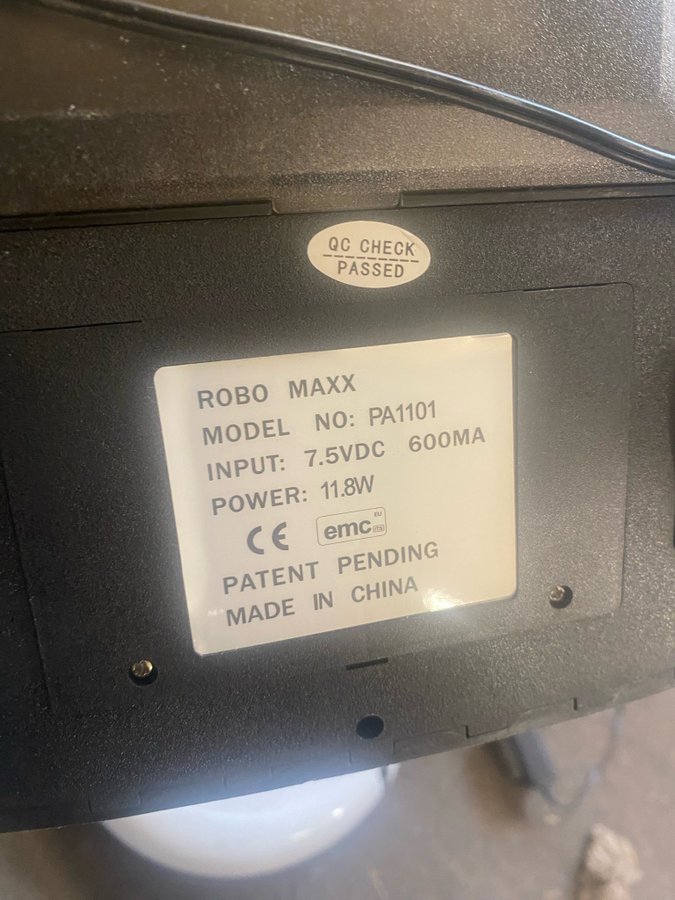 QC CHECK
PASSED
ROBO MAXX
MODEL NO: PA1101
INPUT: 7.5VDC 600MA
POWER: 11.8W
CE emc EU
PATENT PENDING
MADE IN CHINA